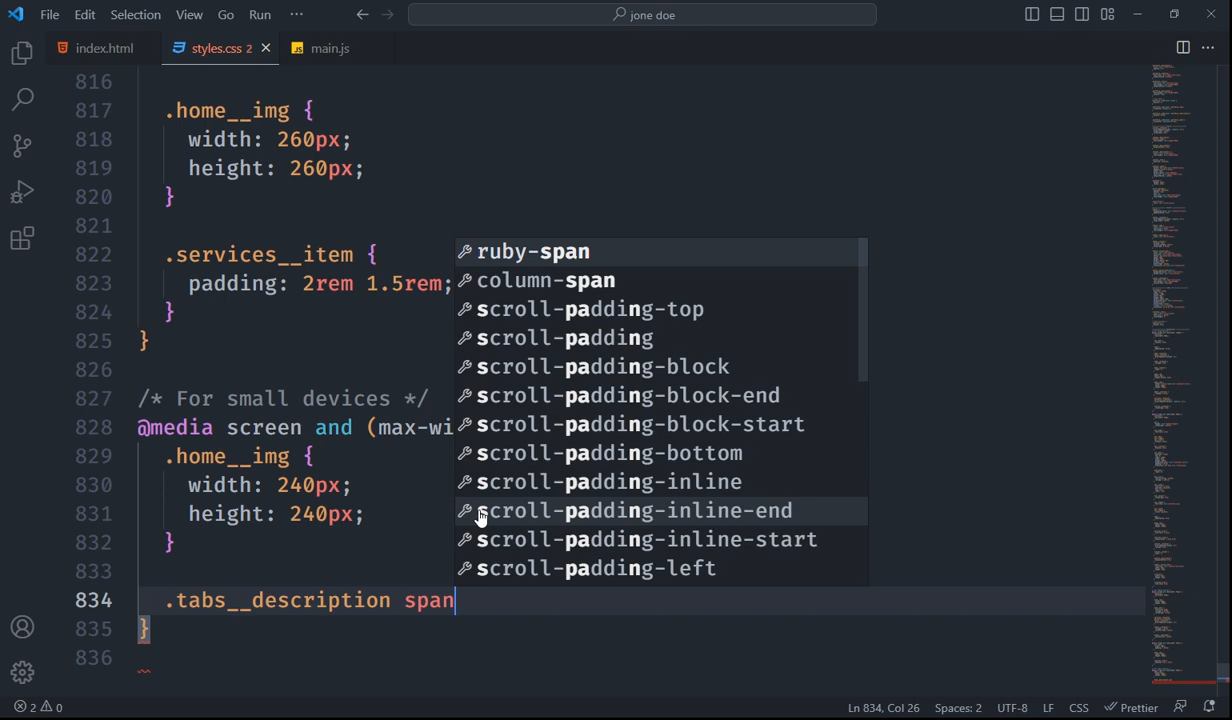 File Edit Selection View Go Run ··· jone doe
index.html styles.css 2 JS main.js
816
817 .home__img {
818 width: 260px;
819 height: 260px;
820 }
821
822 .services__item {
823 padding: 2rem 1.5rem;
824 }
825 }
826
827 /* For small devices */
828 @media screen and (max-wi
829 .home__img {
830 width: 240px;
831 height: 240px;
832 }
833
834 .tabs__description span
835 }
836
ruby-span
column-span
scroll-padding-top
scroll-padding
scroll-padding-block
scroll-padding-block-end
scroll-padding-block-start
scroll-padding-bottom
scroll-padding-inline
scroll-padding-inline-end
scroll-padding-inline-start
scroll-padding-left
2 0 Ln 834, Col 26 Spaces: 2 UTF-8 LF CSS Prettier